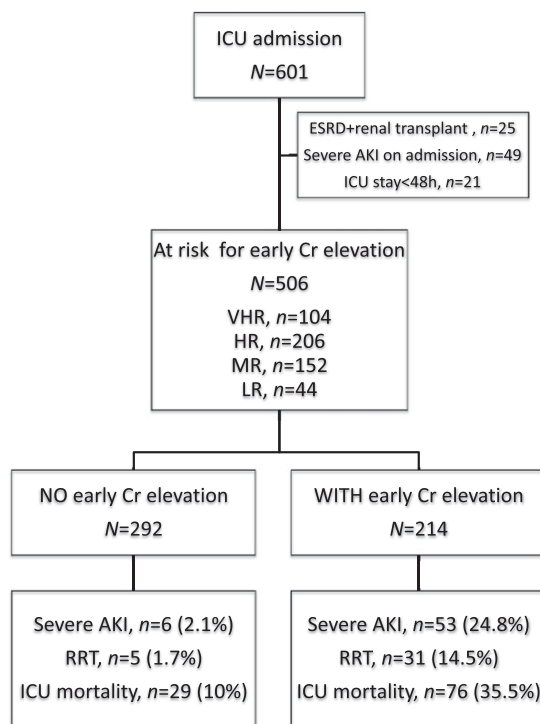 ICU admission
N=601
ESRD+renal transplant , n=25
Severe AKI on admission, n=49
ICU stay<48h, n=21
At risk for early Cr elevation
N=506
VHR, n=104
HR, n=206
MR, n=152
LR, n=44
NO early Cr elevation
N=292
WITH early Cr elevation
N=214
Severe AKI, n=6 (2.1%)
RRT, n=5 (1.7%)
ICU mortality, n=29 (10%)
Severe AKI, n=53 (24.8%)
RRT, n=31 (14.5%)
ICU mortality, n=76 (35.5%)